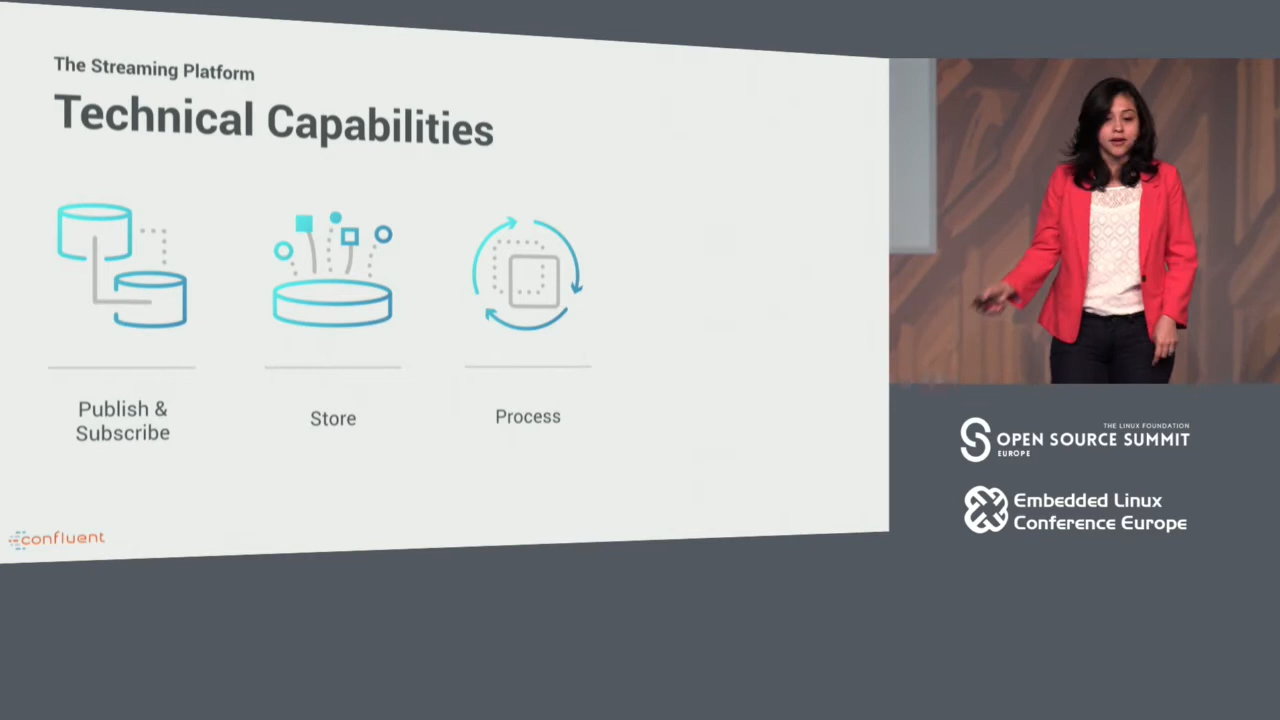 The Streaming Platform
Technical Capabilities
Publish &
Subscribe
Store
Process
confluent
THE LINUX FOUNDATION
OPEN SOURCE SUMMIT
EUROPE
Embedded Linux
Conference Europe